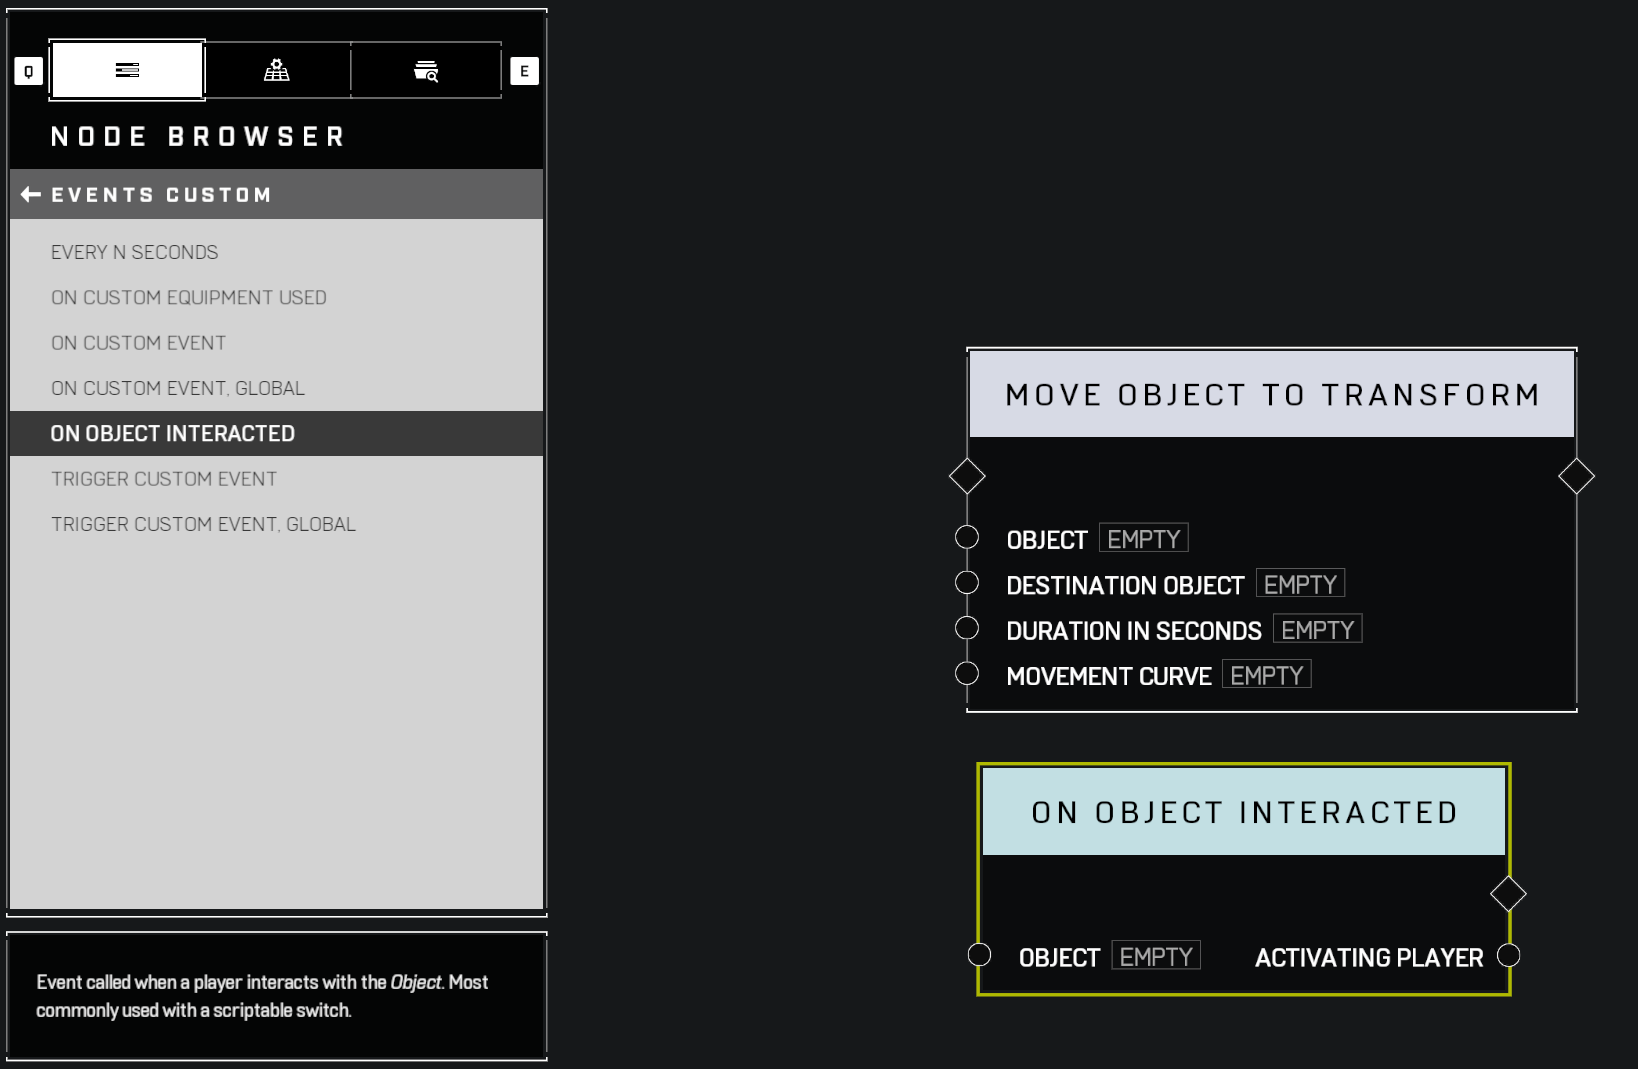 Q
E
NODE BROWSER
EVENTS CUSTOM
EVERY N SECONDS
ON CUSTOM EQUIPMENT USED
ON CUSTOM EVENT
ON CUSTOM EVENT, GLOBAL
ON OBJECT INTERACTED
TRIGGER CUSTOM EVENT
TRIGGER CUSTOM EVENT, GLOBAL
Event called when a player interacts with the Object. Most
commonly used with a scriptable switch.
MOVE OBJECT TO TRANSFORM
OBJECT EMPTY
DESTINATION OBJECT EMPTY
DURATION IN SECONDS EMPTY
MOVEMENT CURVE EMPTY
ON OBJECT INTERACTED
OBJECT EMPTY ACTIVATING PLAYER